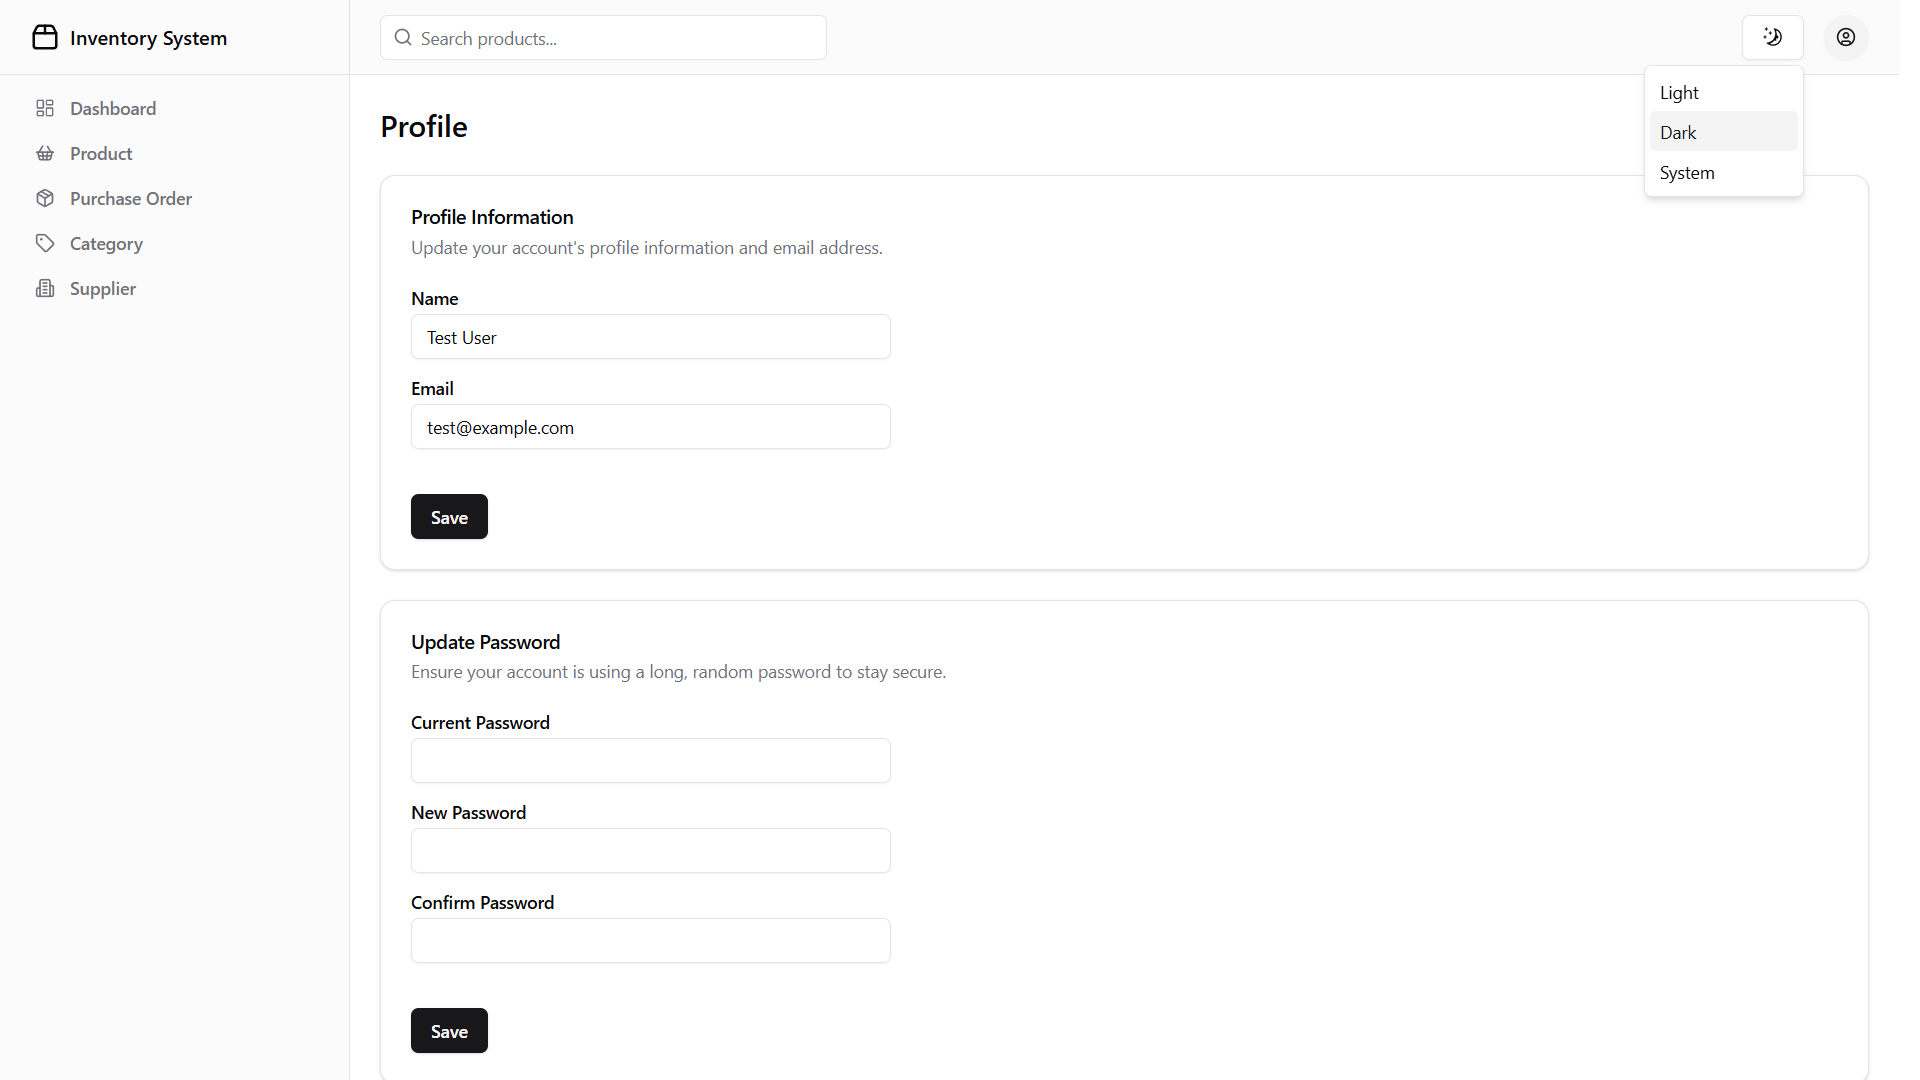 Inventory System
Search products...
Dashboard
Product
Purchase Order
Category
Supplier
Light
Dark
System
Profile
Profile Information
Update your account's profile information and email address.
Name
Test User
Email
test@example.com
Save
Update Password
Ensure your account is using a long, random password to stay secure.
Current Password
New Password
Confirm Password
Save